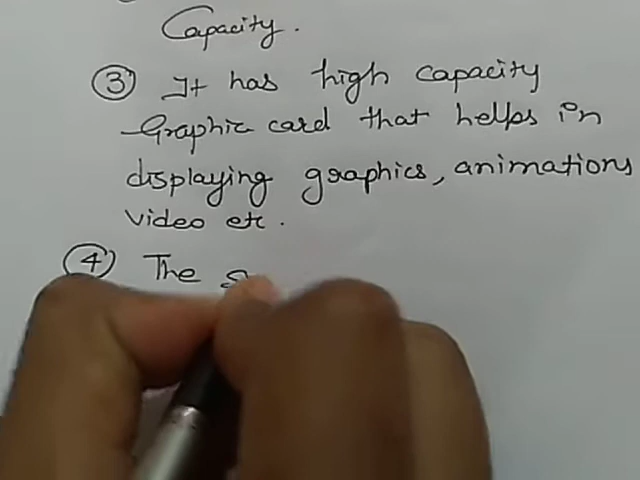 Capacity.
③ It has high capacity
Graphic card that helps in
displaying graphics, animations
video etc.
④ The s